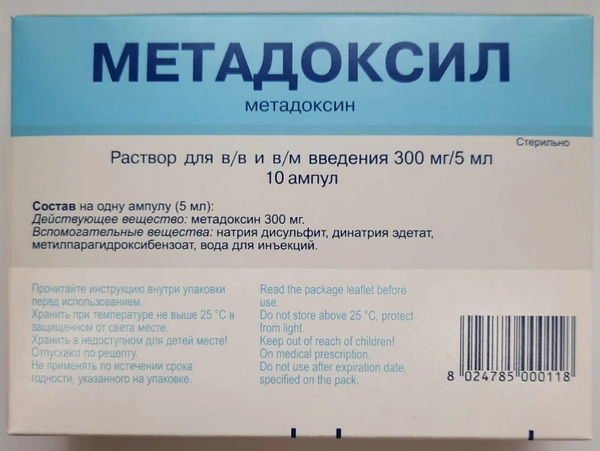 МЕТАДОКСИЛ
метадоксин
Стерильно
Раствор для в/в и в/м введения 300 мг/5 мл
10 ампул
Состав на одну ампулу (5 мл):
Действующее вещество: метадоксин 300 мг.
Вспомогательные вещества: натрия дисульфит, динатрия эдетат,
метилпарагидроксибензоат, вода для инъекций.
Прочитайте инструкцию внутри упаковки
перед использованием.
Хранить при температуре не выше 25 °C в
защищенном от света месте.
Хранить в недоступном для детей месте!
Отпускают по рецепту.
Не применять по истечении срока
годности, указанного на упаковке.
Read the package leaflet before
use.
Do not store above 25 °C, protect
from light.
Keep out of reach of children!
On medical prescription.
Do not use after expiration date,
specified on the pack.
8 024785 000118